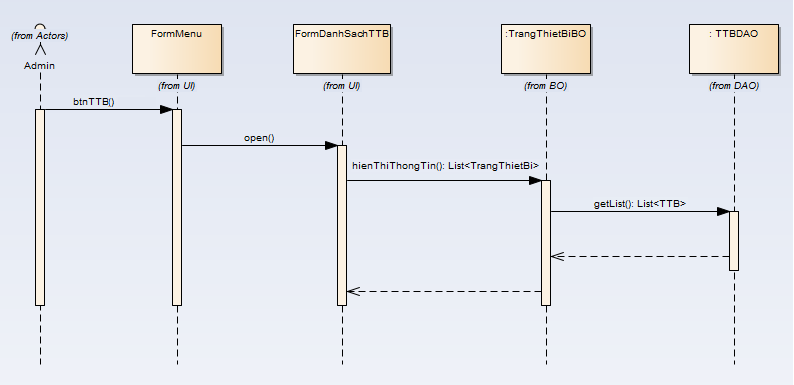 (from Actors)
Admin
FormMenu
(from UI)
FormDanhSachTTB
(from UI)
:TrangThietBiBO
(from BO)
: TTBDAO
(from DAO)
btnTTB()
open()
hienThiThongTin(): List<TrangThietBi>
getList(): List<TTB>